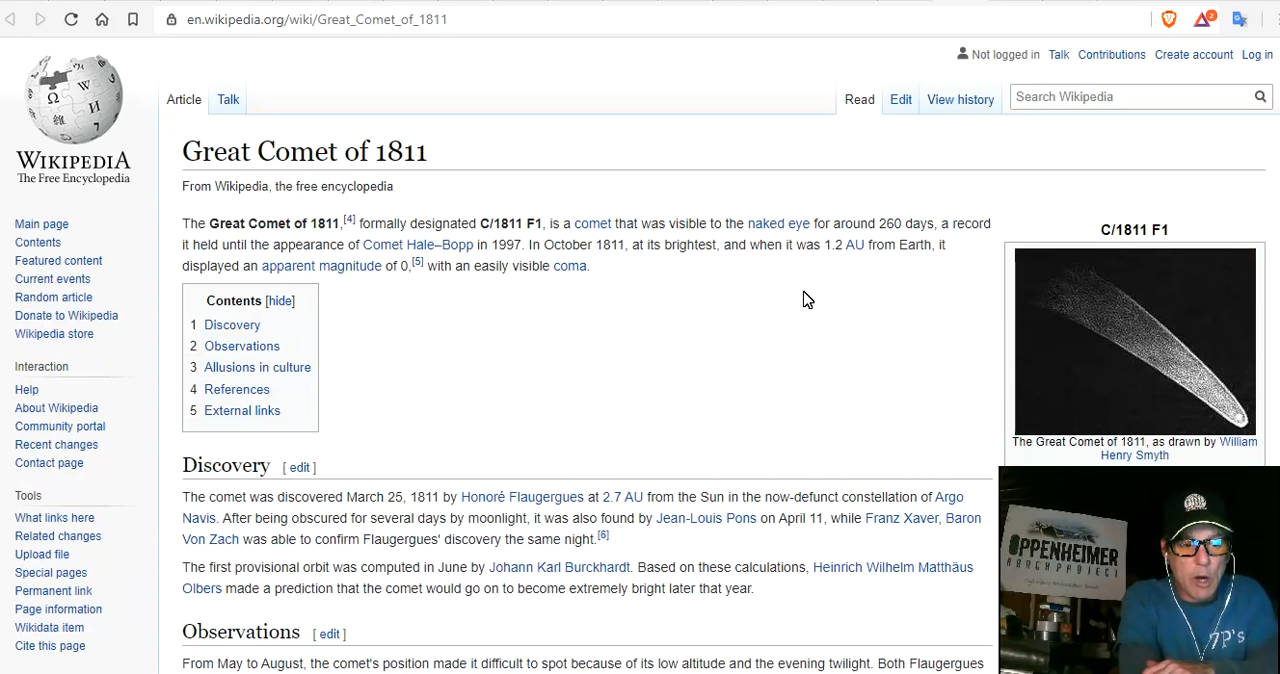 en.wikipedia.org/wiki/Great_Comet_of_1811
2
Not logged in Talk Contributions Create account Log in
Article Talk Read Edit View history Search Wikipedia
WIKIPEDIA
The Free Encyclopedia
Main page
Contents
Featured content
Current events
Random article
Donate to Wikipedia
Wikipedia store
Interaction
Help
About Wikipedia
Community portal
Recent changes
Contact page
Tools
What links here
Related changes
Upload file
Special pages
Permanent link
Page information
Wikidata item
Cite this page
Great Comet of 1811
From Wikipedia, the free encyclopedia
The Great Comet of 1811,[4] formally designated C/1811 F1, is a comet that was visible to the naked eye for around 260 days, a record
it held until the appearance of Comet Hale–Bopp in 1997. In October 1811, at its brightest, and when it was 1.2 AU from Earth, it
displayed an apparent magnitude of 0,[5] with an easily visible coma.
Contents [hide]
1 Discovery
2 Observations
3 Allusions in culture
4 References
5 External links
Discovery [ edit ]
The comet was discovered March 25, 1811 by Honoré Flaugergues at 2.7 AU from the Sun in the now-defunct constellation of Argo
Navis. After being obscured for several days by moonlight, it was also found by Jean-Louis Pons on April 11, while Franz Xaver, Baron
Von Zach was able to confirm Flaugergues' discovery the same night.[6]
The first provisional orbit was computed in June by Johann Karl Burckhardt. Based on these calculations, Heinrich Wilhelm Matthäus
Olbers made a prediction that the comet would go on to become extremely bright later that year.
Observations [ edit ]
From May to August, the comet's position made it difficult to spot because of its low altitude and the evening twilight. Both Flaugergues
C/1811 F1
The Great Comet of 1811, as drawn by William
Henry Smyth
OPPENHEIMER
RANCH PROJECT
7P's